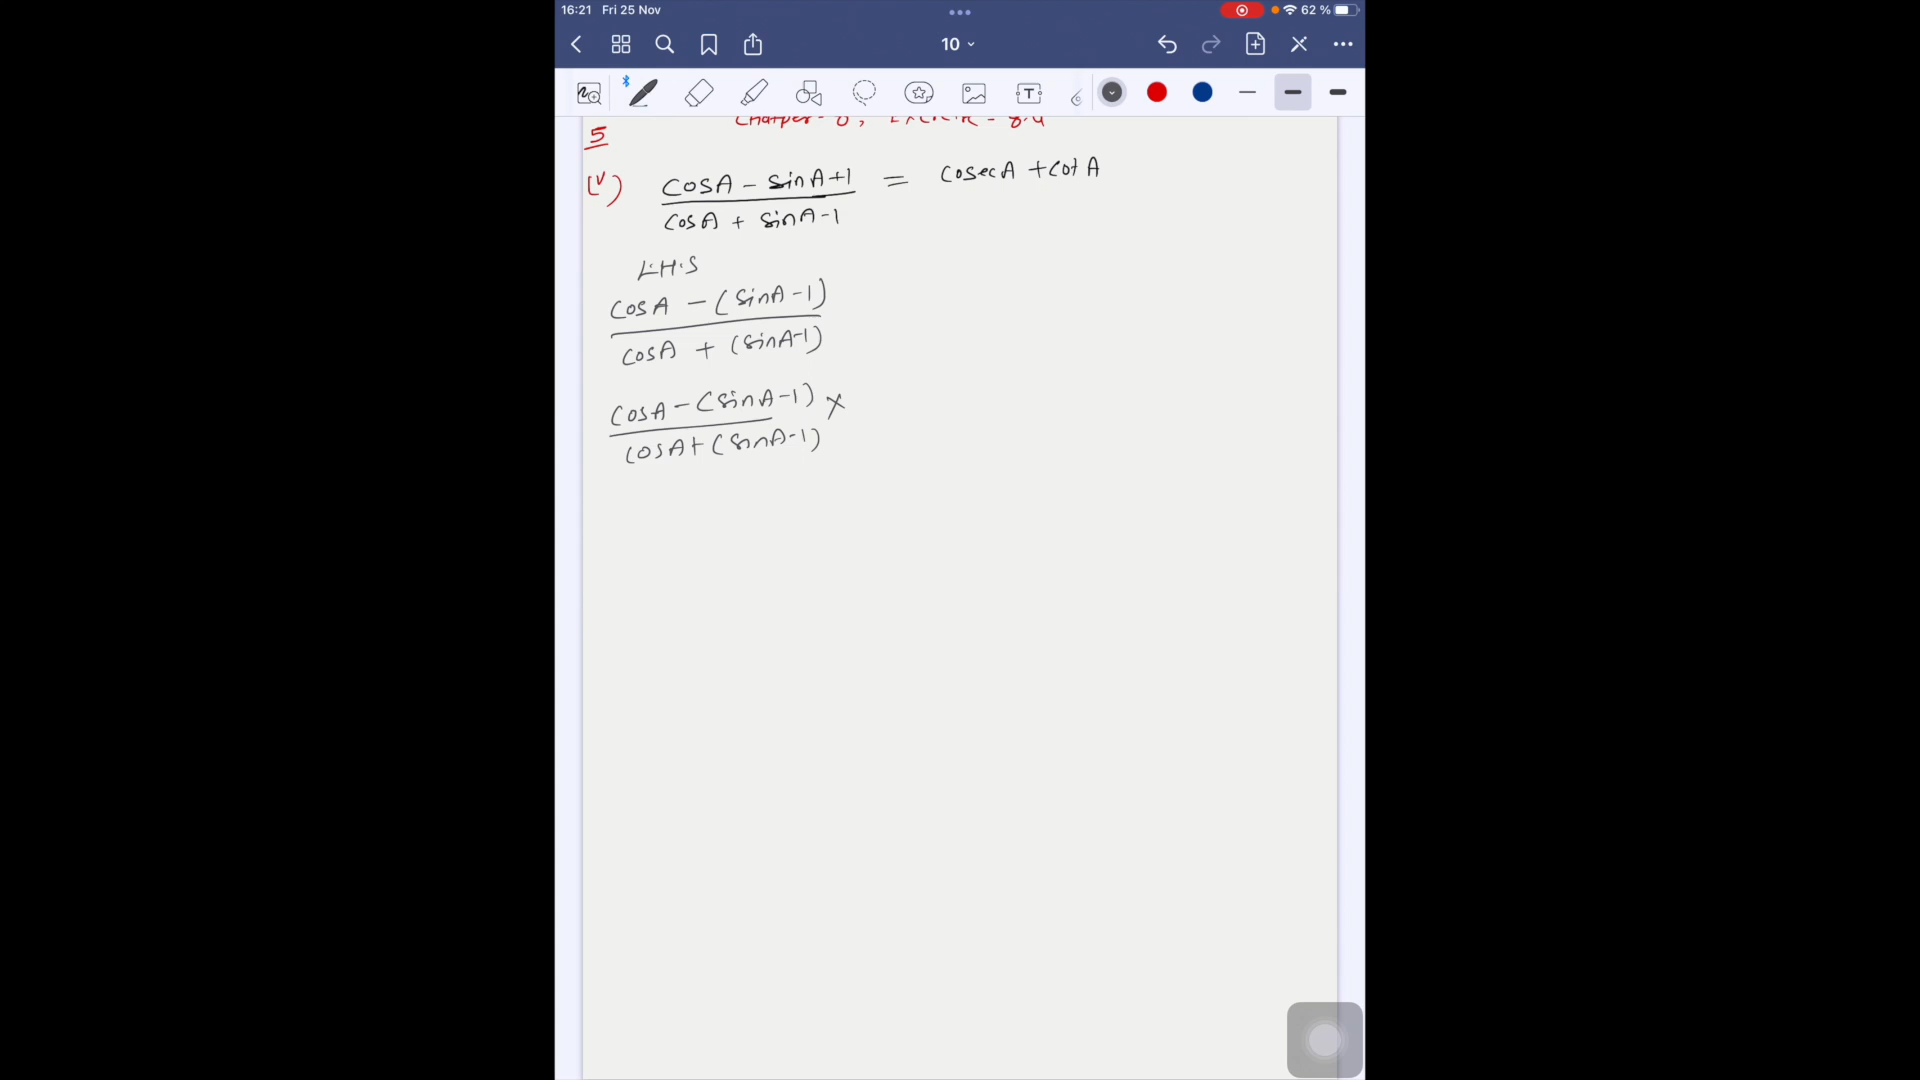 16:21 Fri 25 Nov
62 %
10
T
5
(v) cosA - sinA+1 = cosecA + cot A
cosA + sinA-1
L.H.S
cosA - (sinA-1)
cosA + (sinA-1)
cosA - (sinA-1) ×
cosA + (sinA-1)